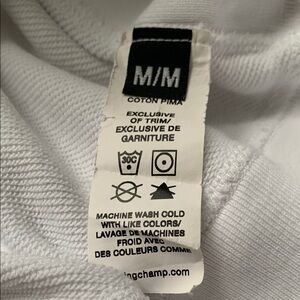 M/M
COTON PIMA
EXCLUSIVE
OF TRIM/
EXCLUSIVE DE
GARNITURE
30C
MACHINE WASH COLD
WITH LIKE COLORS/
LAVAGE DE MACHINES
FROID AVEC
DES COULEURS COMME
ngchamp.com